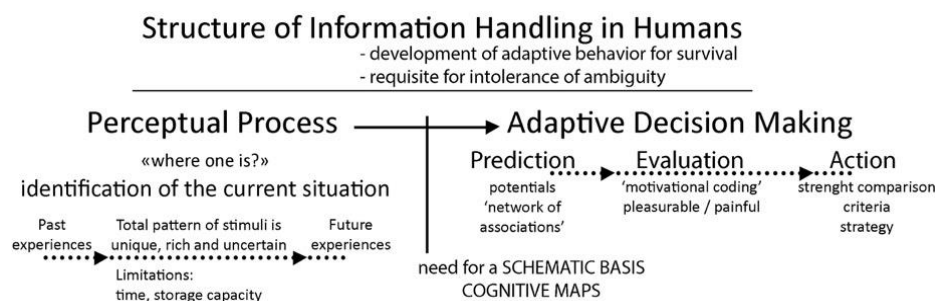 Structure of Information Handling in Humans
- development of adaptive behavior for survival
- requisite for intolerance of ambiguity
Perceptual Process
«where one is?»
identification of the current situation
Past
experiences
Total pattern of stimuli is
unique, rich and uncertain
Future
experiences
Limitations:
time, storage capacity
Adaptive Decision Making
Prediction
potentials
'network of
associations'
Evaluation
'motivational coding'
pleasurable / painful
Action
strenght comparison
criteria
strategy
need for a SCHEMATIC BASIS
COGNITIVE MAPS